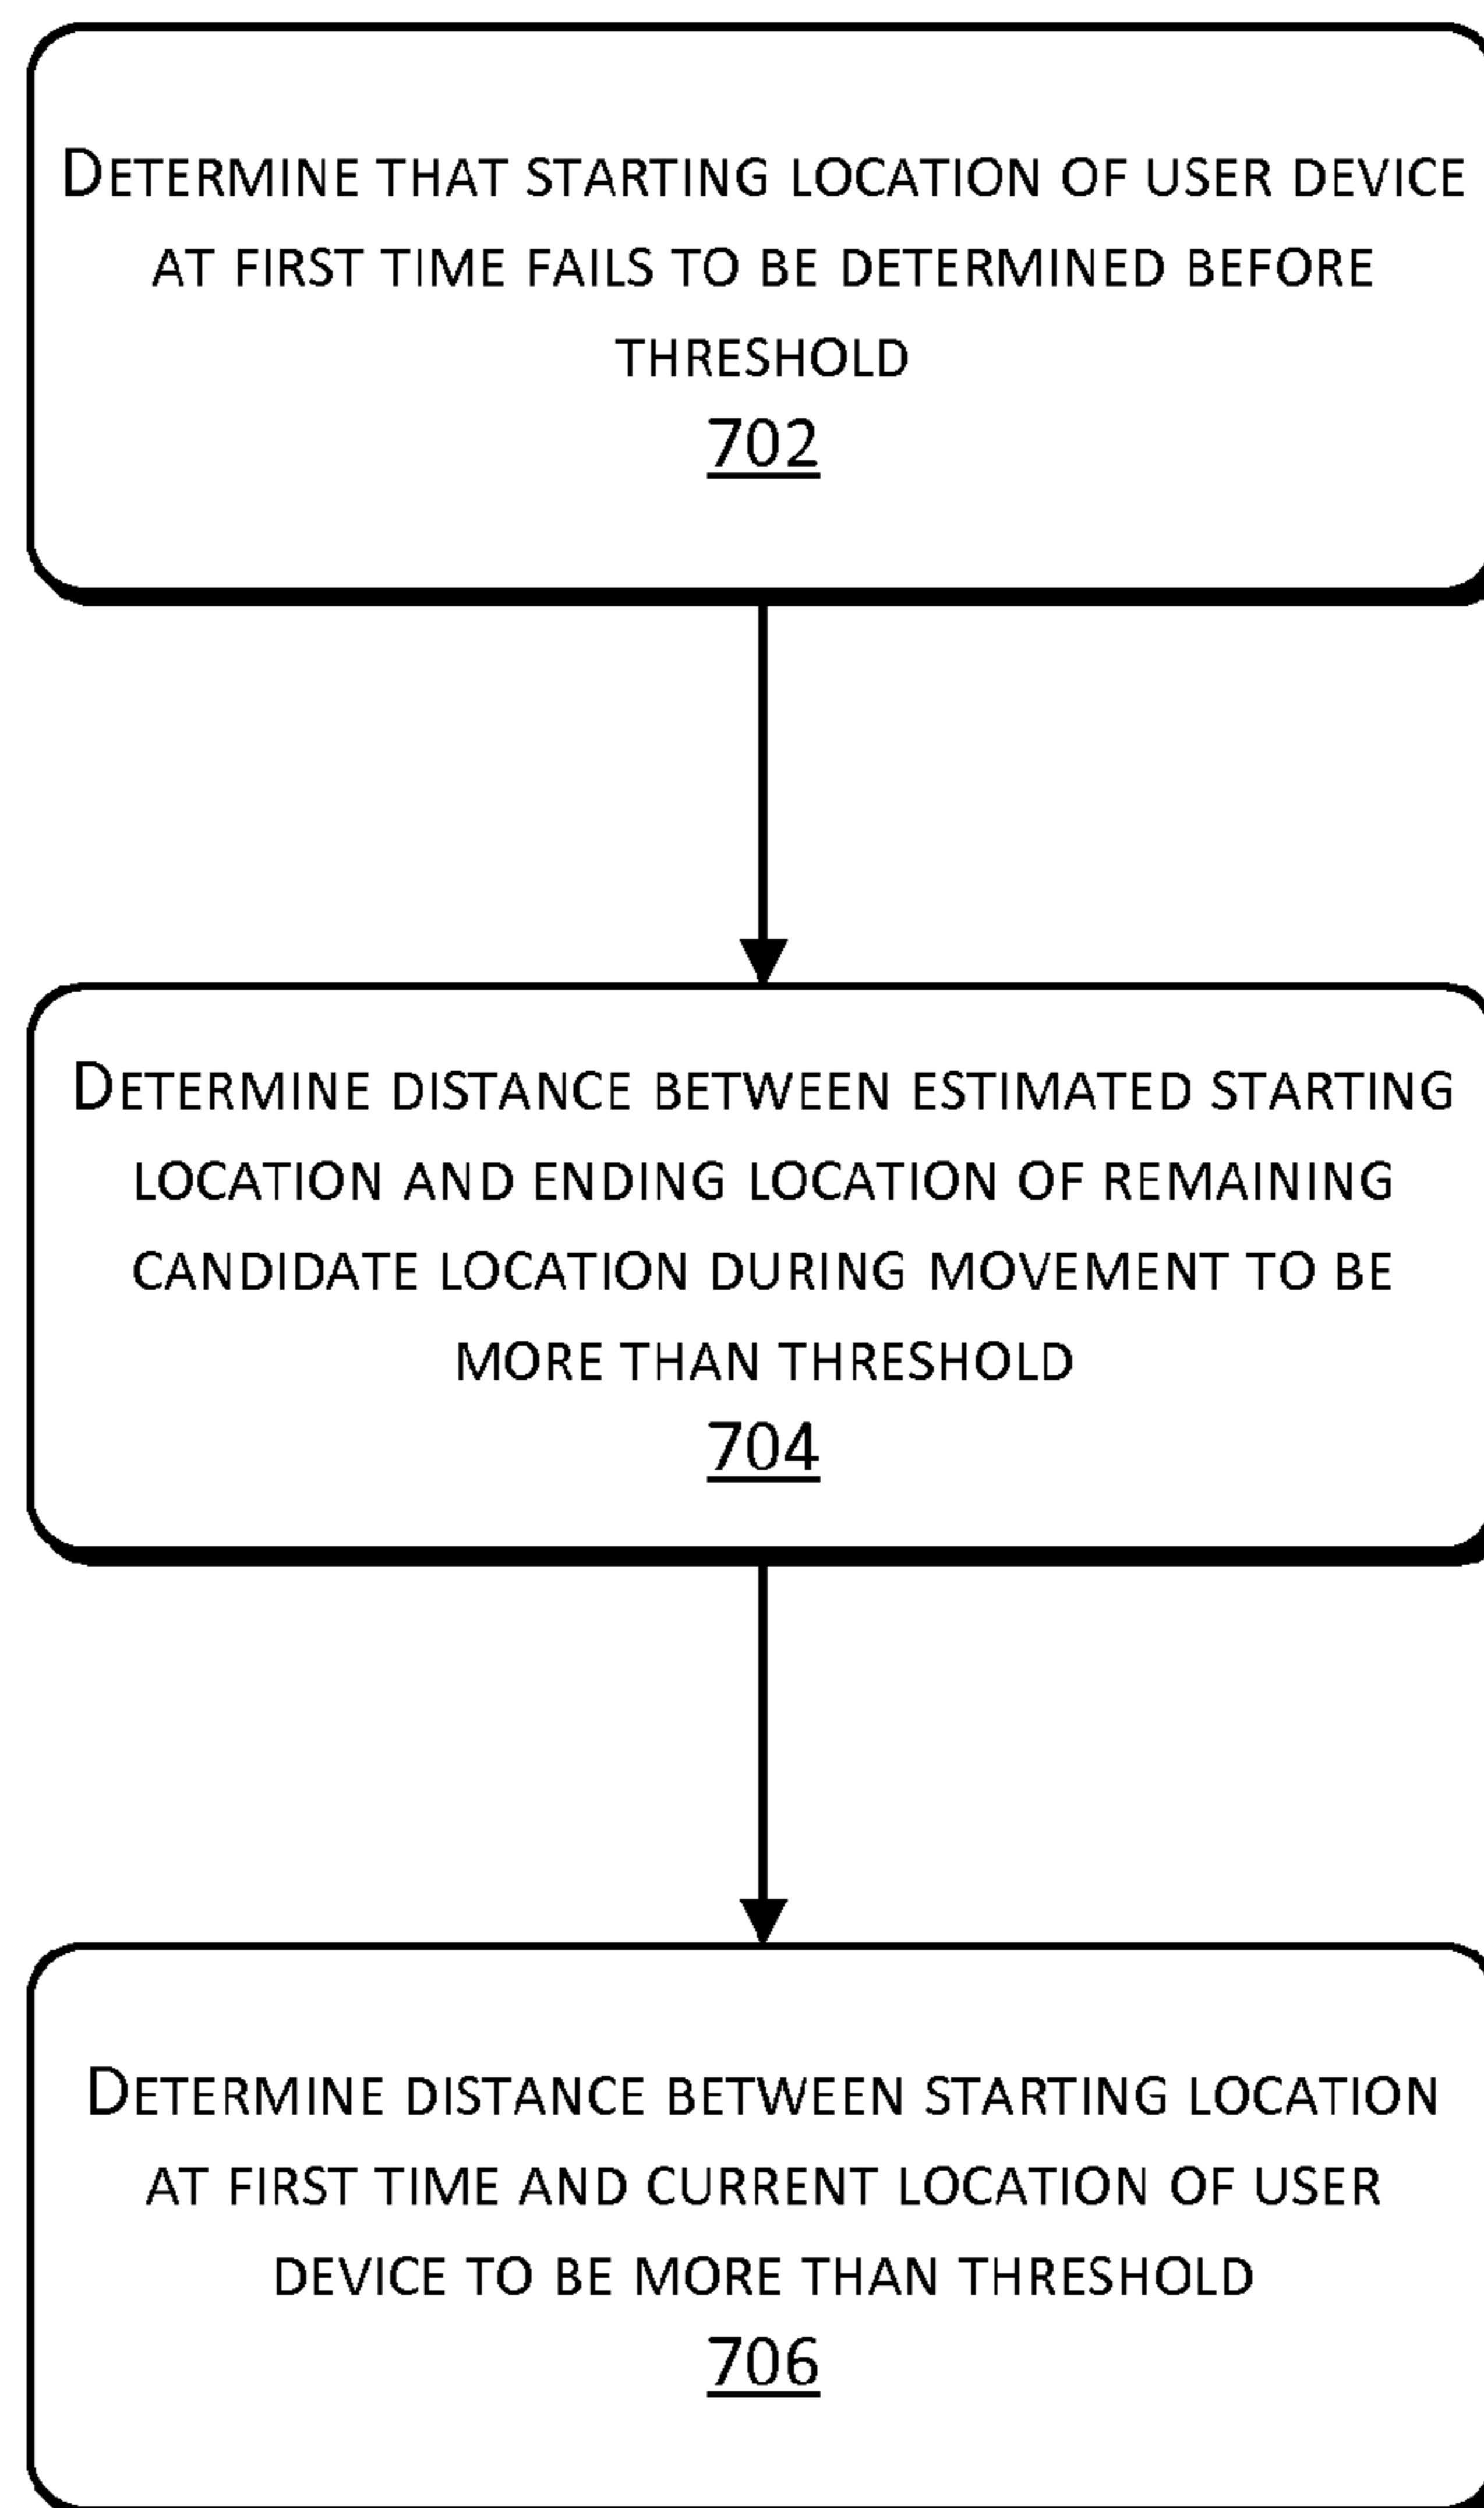 DETERMINE THAT STARTING LOCATION OF USER DEVICE
AT FIRST TIME FAILS TO BE DETERMINED BEFORE
THRESHOLD
702
DETERMINE DISTANCE BETWEEN ESTIMATED STARTING
LOCATION AND ENDING LOCATION OF REMAINING
CANDIDATE LOCATION DURING MOVEMENT TO BE
MORE THAN THRESHOLD
704
DETERMINE DISTANCE BETWEEN STARTING LOCATION
AT FIRST TIME AND CURRENT LOCATION OF USER
DEVICE TO BE MORE THAN THRESHOLD
706